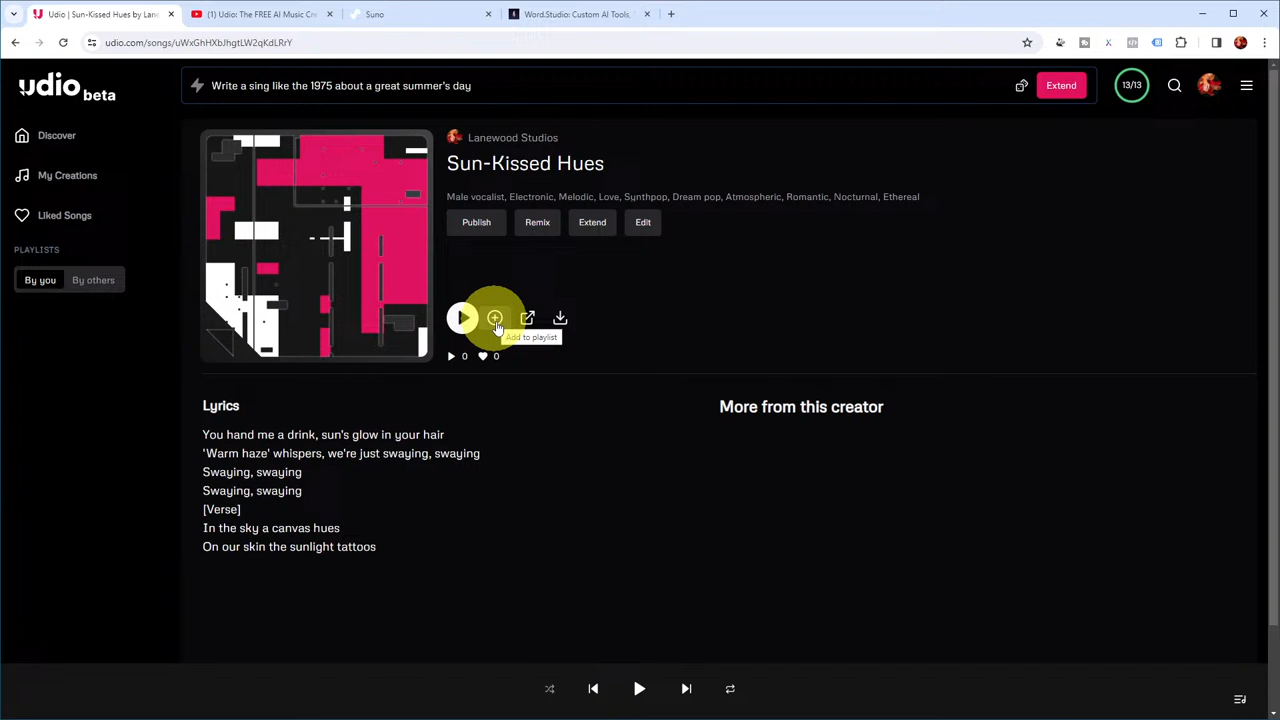 Udio | Sun-Kissed Hues by Lane
(1) Udio: The FREE AI Music Cre
Suno
Word.Studio: Custom AI Tools,
udio.com/songs/uWxGhHXbJhgtLW2qKdLRrY
udio beta
Write a sing like the 1975 about a great summer's day
Extend
13/13
Discover
My Creations
Liked Songs
PLAYLISTS
By you
By others
Lanewood Studios
Sun-Kissed Hues
Male vocalist, Electronic, Melodic, Love, Synthpop, Dream pop, Atmospheric, Romantic, Nocturnal, Ethereal
Publish
Remix
Extend
Edit
Add to playlist
0
0
Lyrics
You hand me a drink, sun's glow in your hair
'Warm haze' whispers, we're just swaying, swaying
Swaying, swaying
Swaying, swaying
[Verse]
In the sky a canvas hues
On our skin the sunlight tattoos
More from this creator